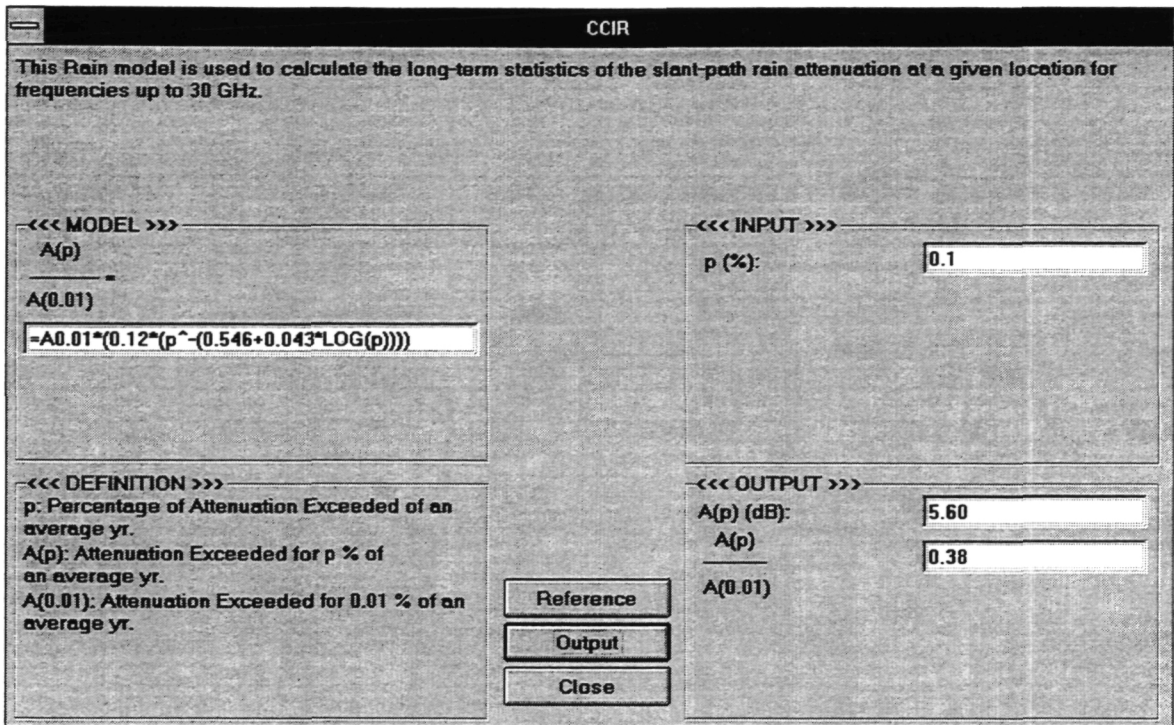 CCIR
This Rain model is used to calculate the long-term statistics of the slant-path rain attenuation at a given location for
frequencies up to 30 GHz.
<<< MODEL >>>
A(p)
=
A(0.01)
=A0.01*(0.12*(p^-(0.546+0.043*LOG(p))))
<<< INPUT >>>
p (%):
0.1
<<< DEFINITION >>>
p: Percentage of Attenuation Exceeded of an
average yr.
A(p): Attenuation Exceeded for p % of
an average yr.
A(0.01): Attenuation Exceeded for 0.01 % of an
average yr.
Reference
Output
Close
<<< OUTPUT >>>
A(p) (dB):
5.60
A(p)
0.38
A(0.01)